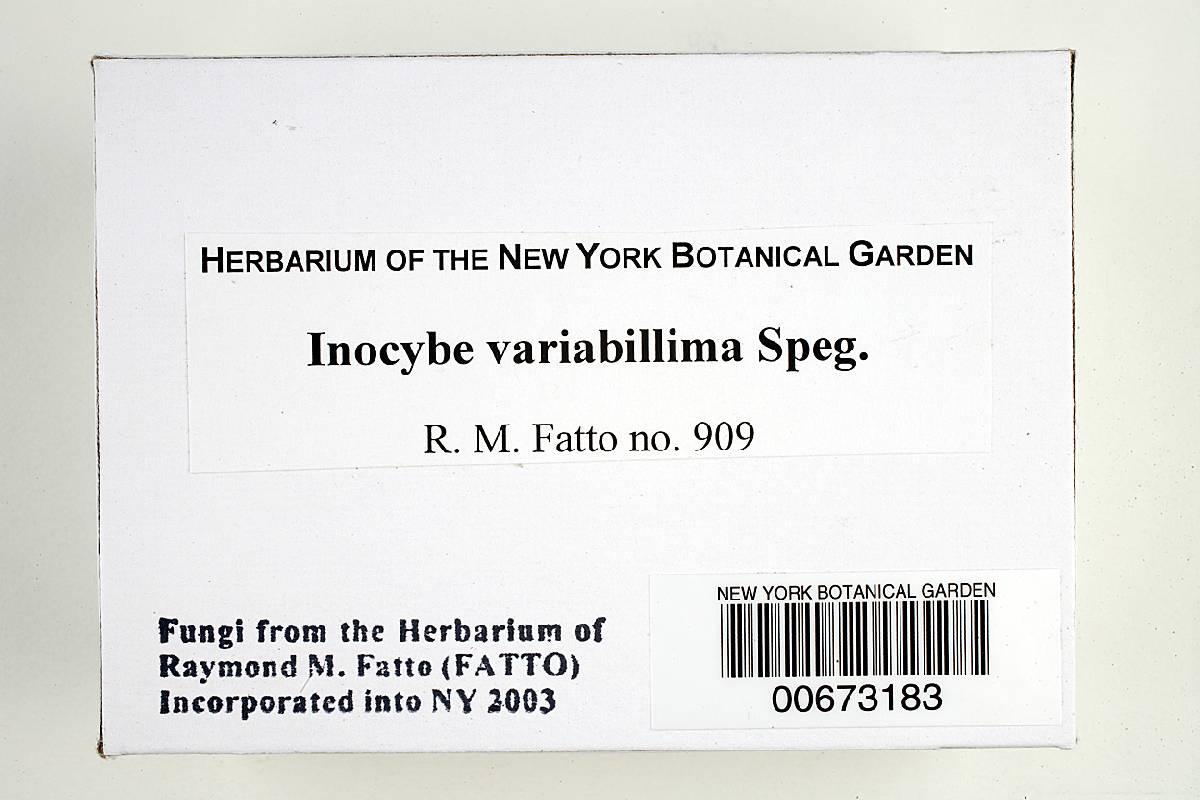 HERBARIUM OF THE NEW YORK BOTANICAL GARDEN
Inocybe variabillima Speg.
R. M. Fatto no. 909
Fungi from the Herbarium of
Raymond M. Fatto (FATTO)
Incorporated into NY 2003
NEW YORK BOTANICAL GARDEN
00673183